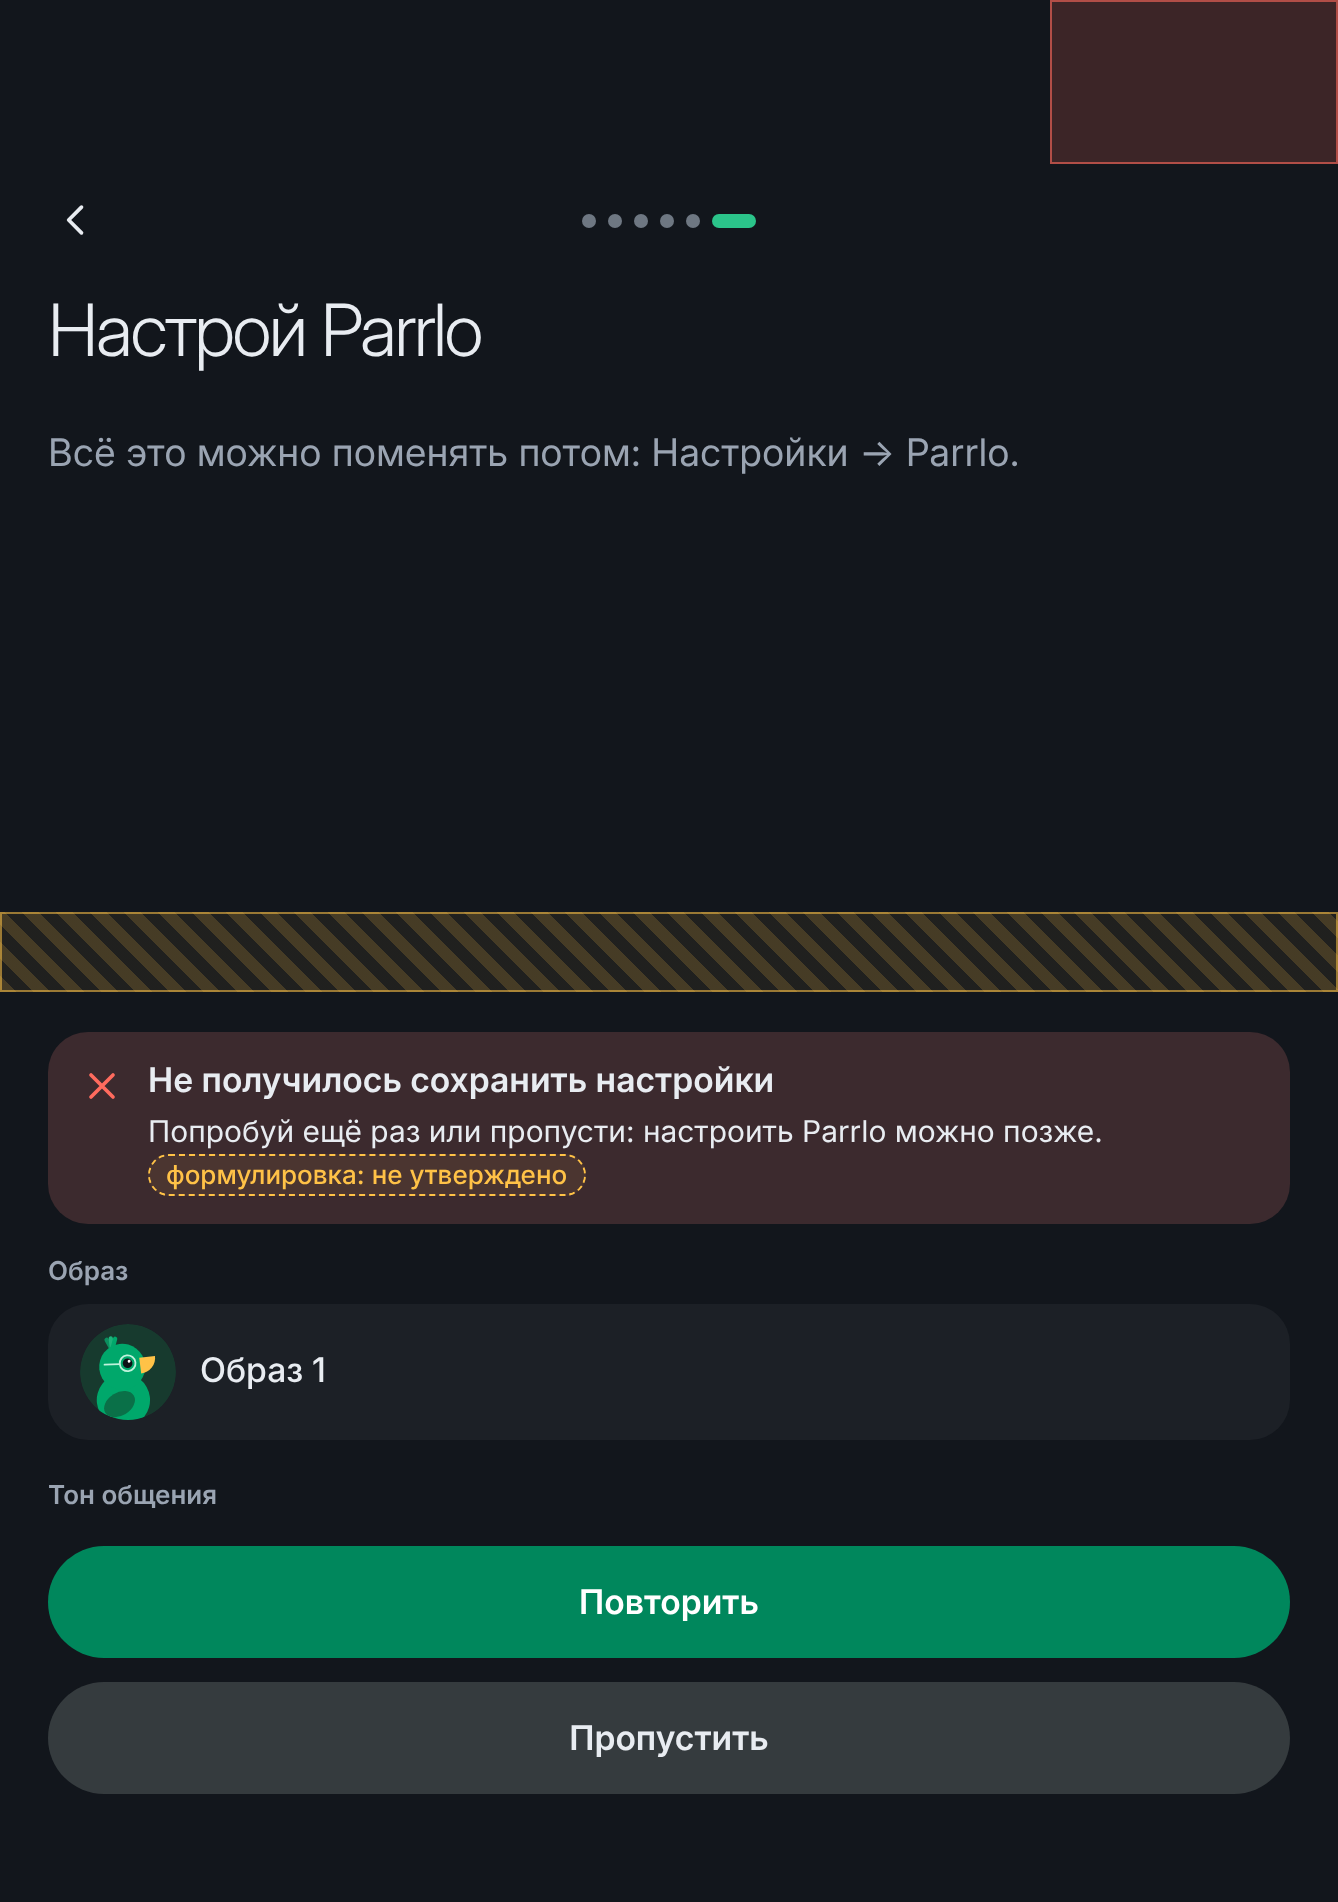 Настрой Parrlo
Всё это можно поменять потом: Настройки → Parrlo.
Не получилось сохранить настройки
Попробуй ещё раз или пропусти: настроить Parrlo можно позже.
формулировка: не утверждено
Образ
Образ 1
Тон общения
Повторить
Пропустить